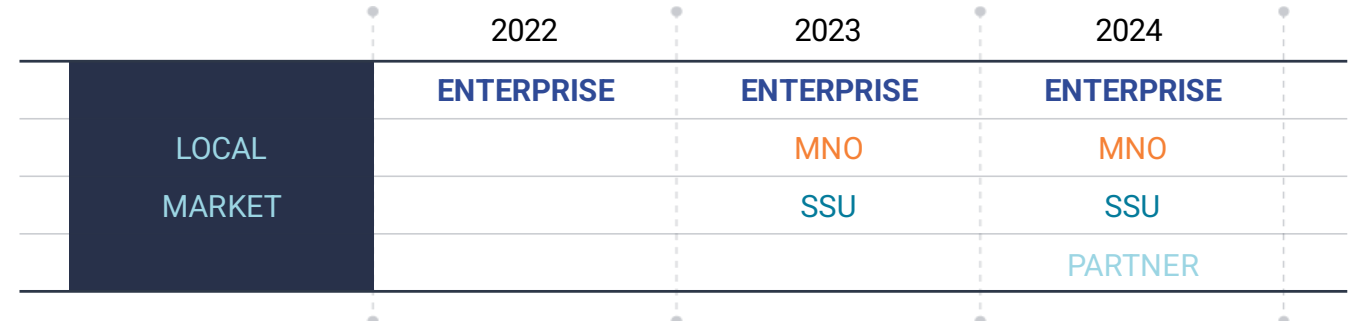 2022 2023 2024
ENTERPRISE ENTERPRISE ENTERPRISE
LOCAL MNO MNO
MARKET SSU SSU
PARTNER